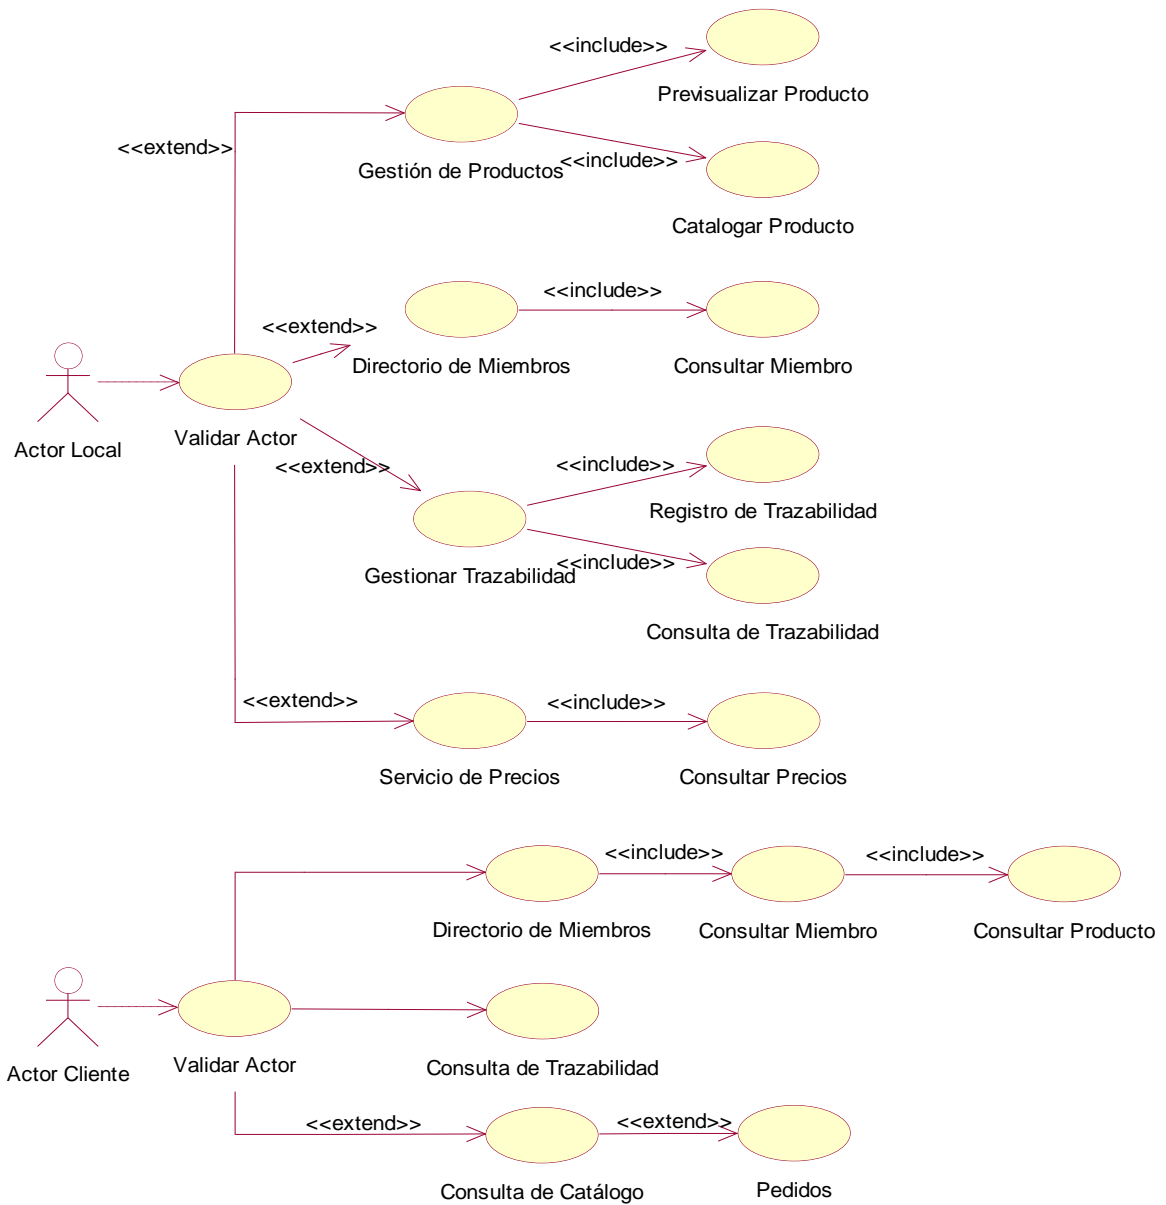 <<include>>
Previsualizar Producto
<<extend>>
Gestión de Productos
<<include>>
Catalogar Producto
<<include>>
<<extend>>
Directorio de Miembros
Consultar Miembro
Actor Local
Validar Actor
<<extend>>
<<include>>
Registro de Trazabilidad
Gestionar Trazabilidad
<<include>>
Consulta de Trazabilidad
<<extend>>
<<include>>
Servicio de Precios
Consultar Precios
<<include>>
<<include>>
Directorio de Miembros
Consultar Miembro
Consultar Producto
Actor Cliente
Validar Actor
Consulta de Trazabilidad
<<extend>>
<<extend>>
Consulta de Catálogo
Pedidos